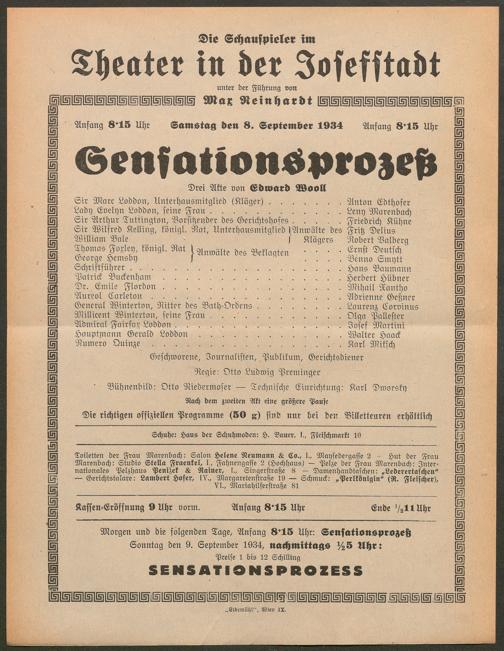 Die Schauspieler im
Theater in der Josefstadt
unter der Führung von
Max Reinhardt
Anfang 8·15 Uhr Samstag den 8. September 1934 Anfang 8·15 Uhr
Sensationsprozeß
Drei Akte von Edward Wooll
Sir Marc Loddon, Unterhausmitglied (Kläger) . . . Anton Edthofer
Lady Evelyn Loddon, seine Frau . . . Leny Marenbach
Sir Arthur Tuttington, Vorsitzender des Gerichtshofes . . . Friedrich Kühne
Sir Wilfred Kelling, königl. Rat, Unterhausmitglied } Anwälte des Fritz Delius
William Bale } Klägers Robert Valberg
Thomas Foxley, königl. Rat } Anwälte des Beklagten . . . Ernst Deutsch
George Hemsby } Benno Smytt
Schriftführer . . . Hans Baumann
Patrick Buckenham . . . Herbert Hübner
Dr. Emile Flordon . . . Mihail Xantho
Aureol Carleton . . . Adrienne Geßner
General Winterton, Ritter des Bath-Ordens . . . Laurenz Corvinus
Millicent Winterton, seine Frau . . . Olga Pallester
Admiral Fairfax Loddon . . . Josef Martini
Hauptmann Gerald Loddon . . . Walter Haack
Numero Quinze . . . Karl Mitsch
Geschworene, Journalisten, Publikum, Gerichtsdiener
Regie: Otto Ludwig Preminger
Bühnenbild: Otto Niedermoser — Technische Einrichtung: Karl Dworsky
Nach dem zweiten Akt eine größere Pause
Die richtigen offiziellen Programme (50 g) sind nur bei den Billetteuren erhältlich
Schuhe: Haus der Schuhmoden: H. Bauer, I., Fleischmarkt 10
Toiletten der Frau Marenbach: Salon Helene Neumann & Co., I., Maysedergasse 2 — Hut der Frau
Marenbach: Studio Stella Fraenkel, I, Fahnengasse 2 (Hochhaus) — Pelze der Frau Marenbach: Inter-
nationales Pelzhaus Penizek & Rainer, I., Singerstraße 8 — Damenhandtaschen: „Ledertaschen“
— Gerichtstalare: Lambert Hofer, IV., Margaretenstraße 19 — Schmuck: „Perlkönigin“ (R. Fleischer),
VI., Mariahilferstraße 81
Kassen-Eröffnung 9 Uhr vorm. Anfang 8·15 Uhr Ende 1/2 11 Uhr
Morgen und die folgenden Tage, Anfang 8·15 Uhr: Sensationsprozeß
Sonntag den 9. September 1934, nachmittags 1/2 5 Uhr:
Preise 1 bis 12 Schilling
SENSATIONSPROZESS
„Elbemühl“, Wien IX.